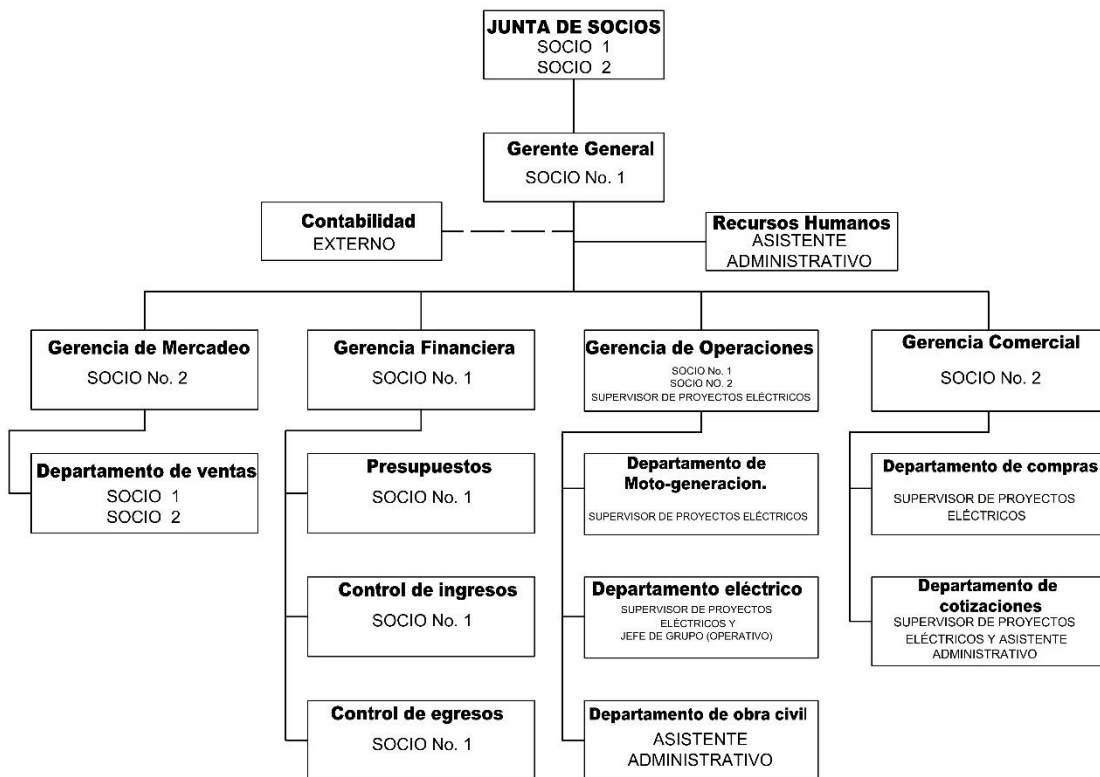 JUNTA DE SOCIOS
SOCIO 1
SOCIO 2
Gerente General
SOCIO No. 1
Contabilidad
EXTERNO
Recursos Humanos
ASISTENTE
ADMINISTRATIVO
Gerencia de Mercadeo
SOCIO No. 2
Gerencia Financiera
SOCIO No. 1
Gerencia de Operaciones
SOCIO No. 1
SOCIO NO. 2
SUPERVISOR DE PROYECTOS ELÉCTRICOS
Gerencia Comercial
SOCIO No. 2
Departamento de ventas
SOCIO 1
SOCIO 2
Presupuestos
SOCIO No. 1
Departamento de
Moto-generacion.
SUPERVISOR DE PROYECTOS ELÉCTRICOS
Departamento de compras
SUPERVISOR DE PROYECTOS
ELÉCTRICOS
Control de ingresos
SOCIO No. 1
Departamento eléctrico
SUPERVISOR DE PROYECTOS
ELÉCTRICOS Y
JEFE DE GRUPO (OPERATIVO)
Departamento de
cotizaciones
SUPERVISOR DE PROYECTOS
ELÉCTRICOS Y ASISTENTE
ADMINISTRATIVO
Control de egresos
SOCIO No. 1
Departamento de obra civil
ASISTENTE
ADMINISTRATIVO